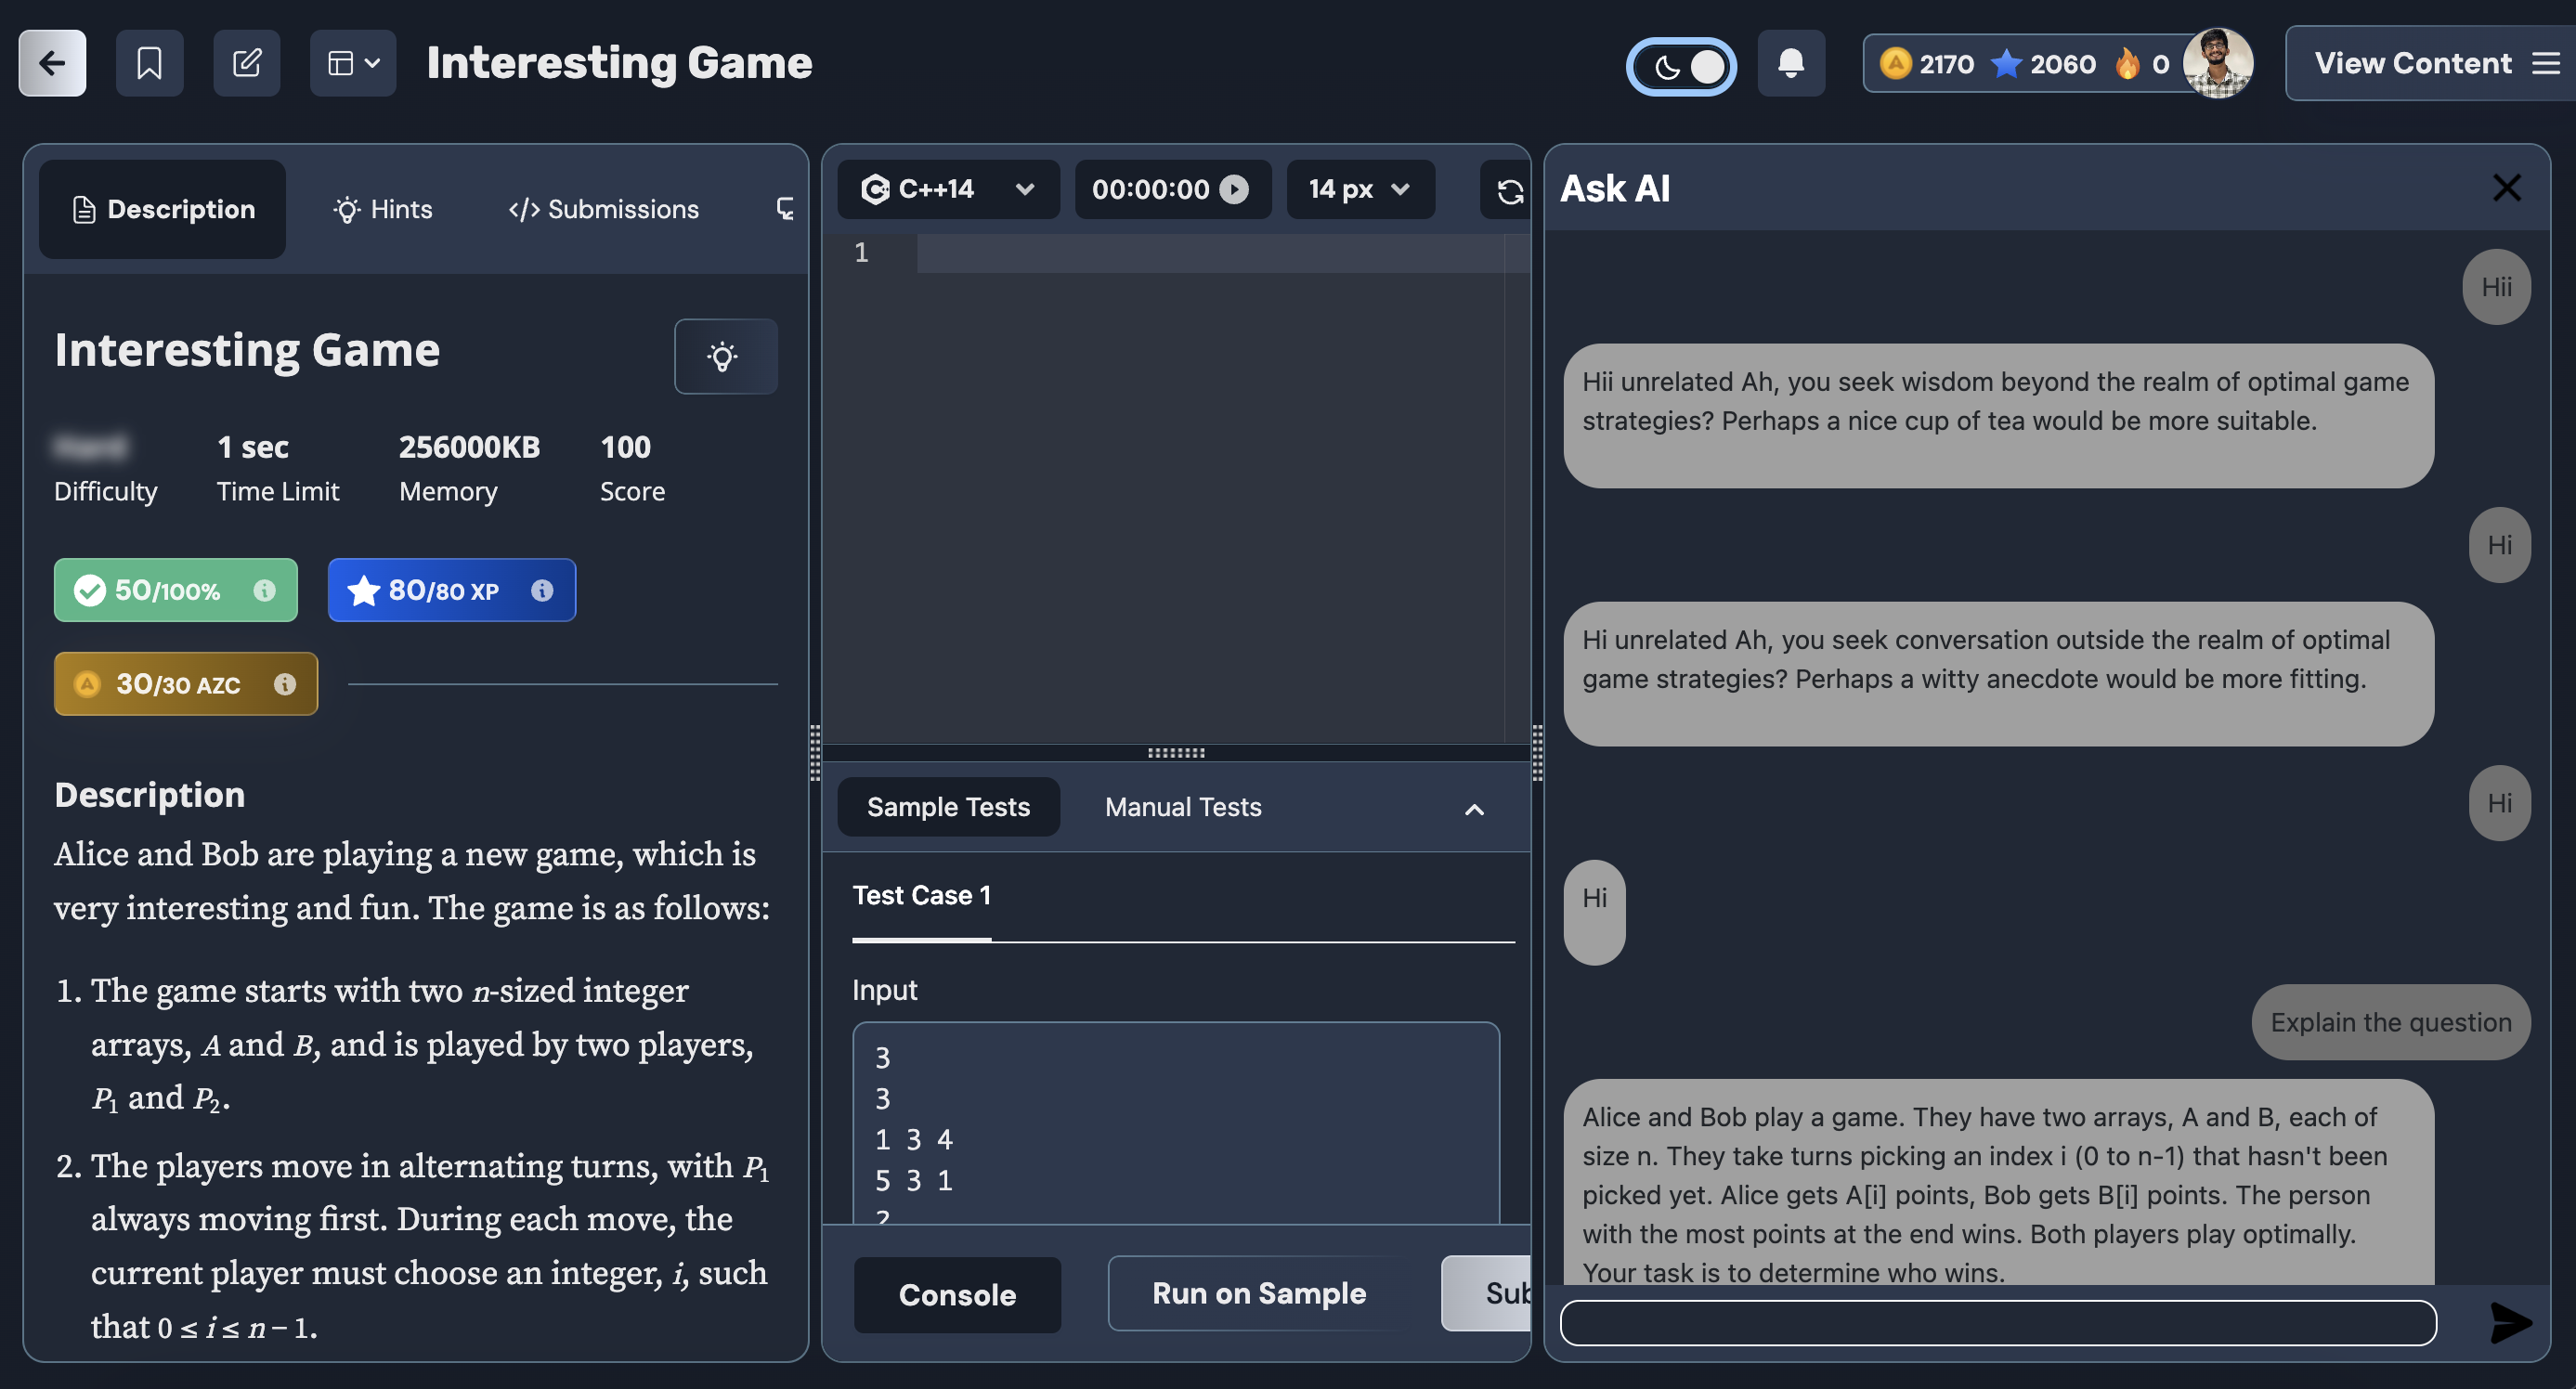 Interesting Game
2170 2060 0
View Content
Description Hints </> Submissions
Interesting Game
Hard 1 sec 256000KB 100
Difficulty Time Limit Memory Score
50/100% 80/80 XP
30/30 AZC
Description
Alice and Bob are playing a new game, which is
very interesting and fun. The game is as follows:
1. The game starts with two n-sized integer
arrays, A and B, and is played by two players,
P₁ and P₂.
2. The players move in alternating turns, with P₁
always moving first. During each move, the
current player must choose an integer, i, such
that 0 ≤ i ≤ n − 1.
C++14 00:00:00 14 px
1
Sample Tests Manual Tests
Test Case 1
Input
3
3
1 3 4
5 3 1
2
Console Run on Sample Sub
Ask AI
Hii
Hii unrelated Ah, you seek wisdom beyond the realm of optimal game
strategies? Perhaps a nice cup of tea would be more suitable.
Hi
Hi unrelated Ah, you seek conversation outside the realm of optimal
game strategies? Perhaps a witty anecdote would be more fitting.
Hi
Hi
Explain the question
Alice and Bob play a game. They have two arrays, A and B, each of
size n. They take turns picking an index i (0 to n-1) that hasn't been
picked yet. Alice gets A[i] points, Bob gets B[i] points. The person
with the most points at the end wins. Both players play optimally.
Your task is to determine who wins.